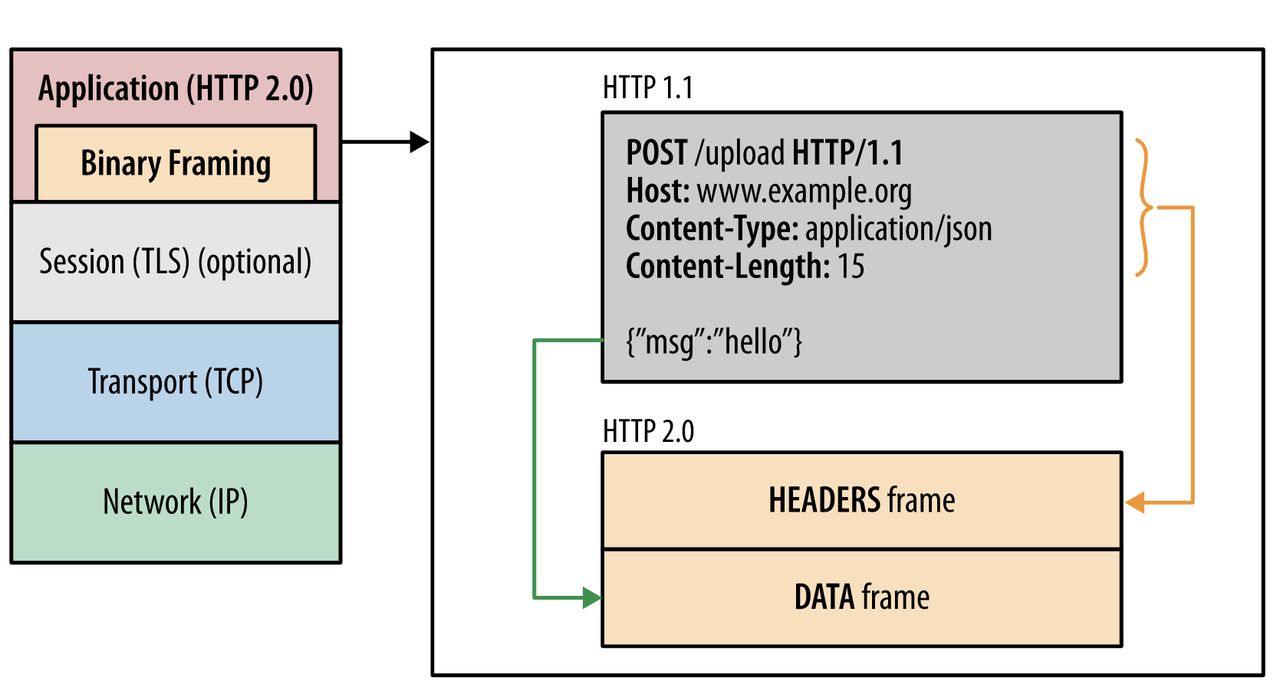 Application (HTTP 2.0)
Binary Framing
Session (TLS) (optional)
Transport (TCP)
Network (IP)
HTTP 1.1
POST /upload HTTP/1.1
Host: www.example.org
Content-Type: application/json
Content-Length: 15
{”msg”:”hello”}
HTTP 2.0
HEADERS frame
DATA frame